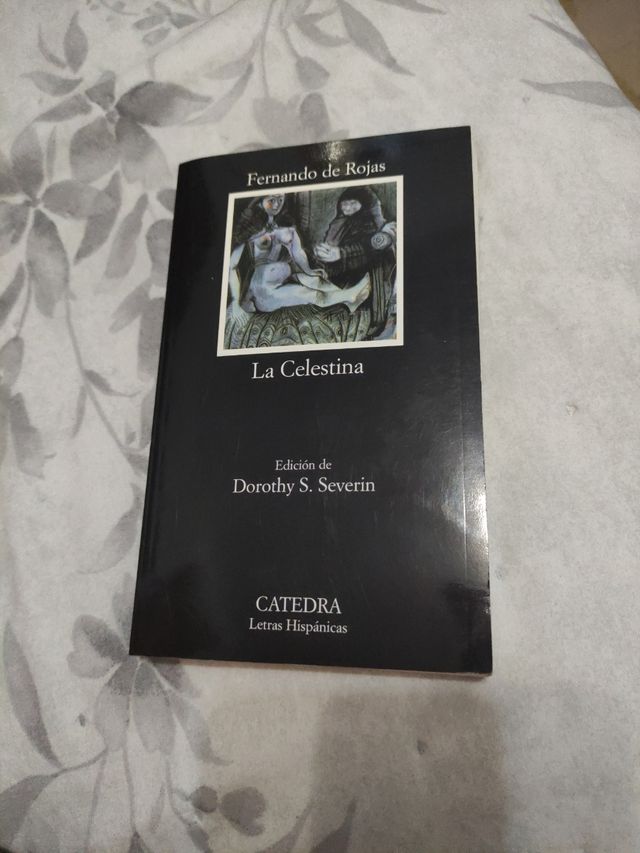 Fernando de Rojas
La Celestina
Edición de
Dorothy S. Severin
CATEDRA
Letras Hispánicas